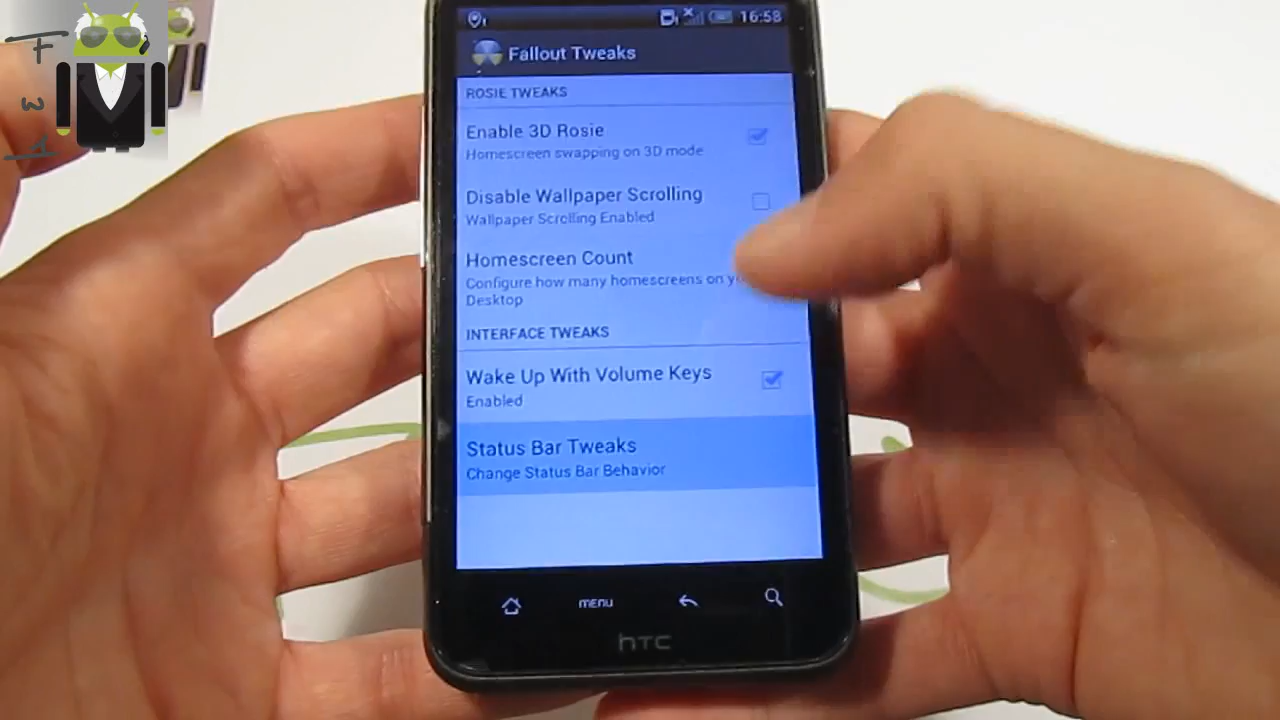 16:58
Fallout Tweaks
ROSIE TWEAKS
Enable 3D Rosie
Homescreen swapping on 3D mode
Disable Wallpaper Scrolling
Wallpaper Scrolling Enabled
Homescreen Count
Configure how many homescreens on
Desktop
INTERFACE TWEAKS
Wake Up With Volume Keys
Enabled
Status Bar Tweaks
Change Status Bar Behavior
menu
hTC
F
w